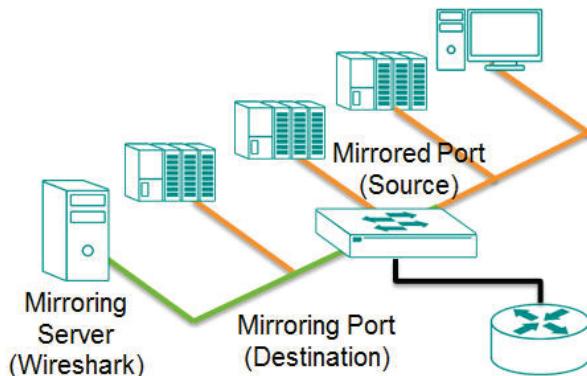 Mirrored Port
(Source)
Mirroring
Server
(Wireshark)
Mirroring Port
(Destination)